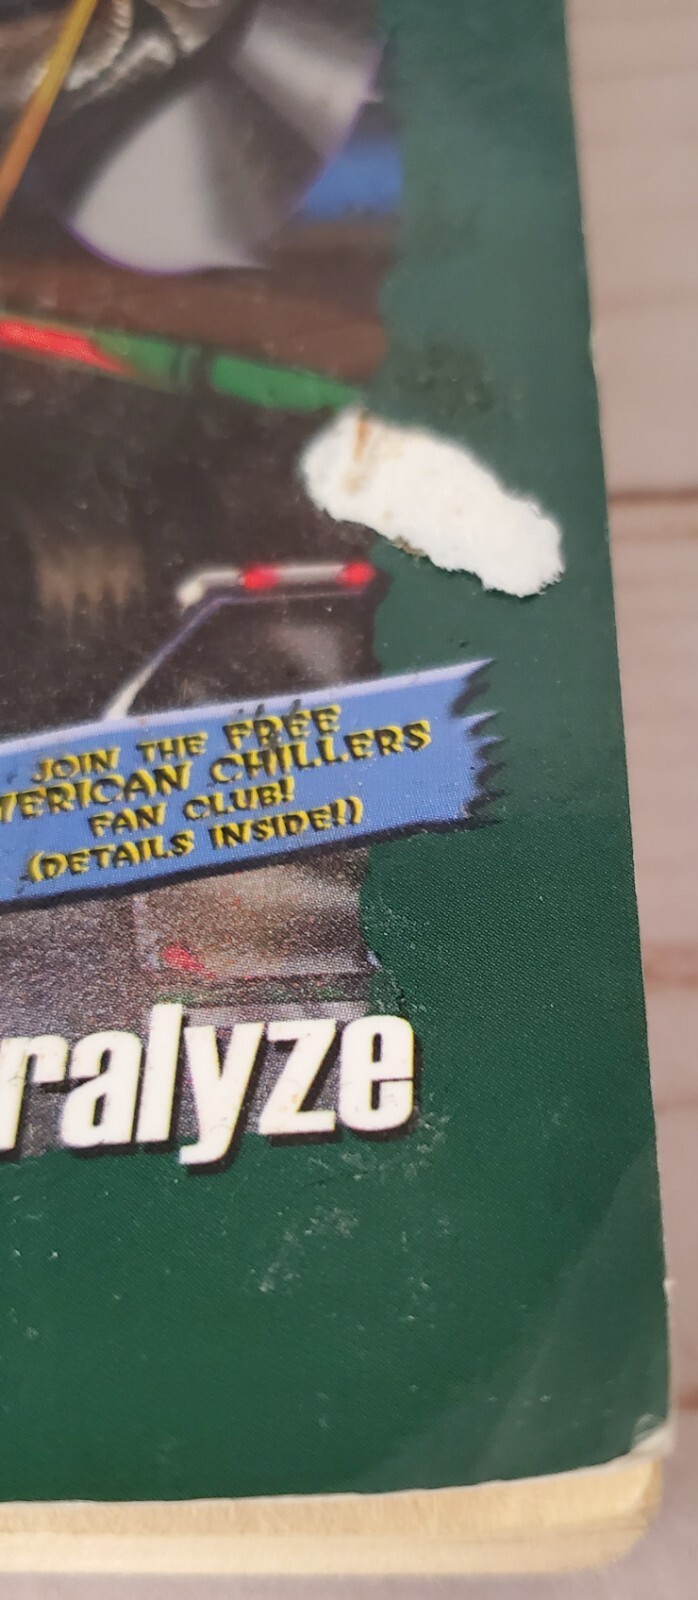 JOIN THE FREE
MERICAN CHILLERS
FAN CLUB!
(DETAILS INSIDE!)
ralyze